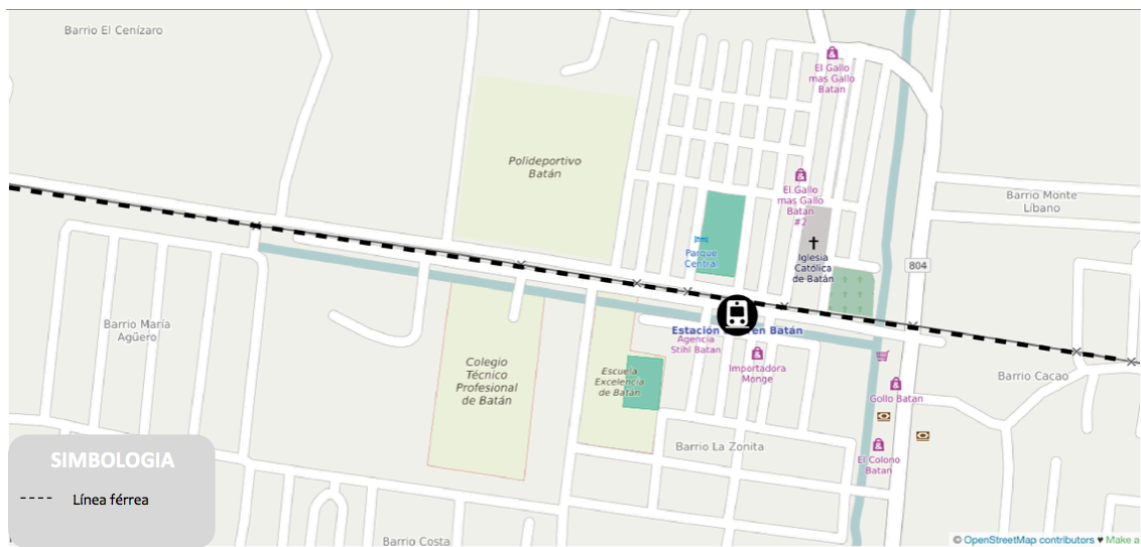 Barrio El Cenízaro
El Gallo
mas Gallo
Batan
Polideportivo
Batán
El Gallo
mas Gallo
Batan
#2
Barrio Monte
Líbano
Parque
Central
Iglesia
Católica
de Batán
804
Barrio María
Agüero
Estación
en Batán
Agencia
Stihl Batan
Importadora
Monge
Colegio
Técnico
Profesional
de Batán
Escuela
Excelencia
de Batán
Barrio Cacao
Gollo Batan
Barrio La Zonita
El Colono
Batan
SIMBOLOGIA
Línea férrea
Barrio Costa
© OpenStreetMap contributors ♥ Make a